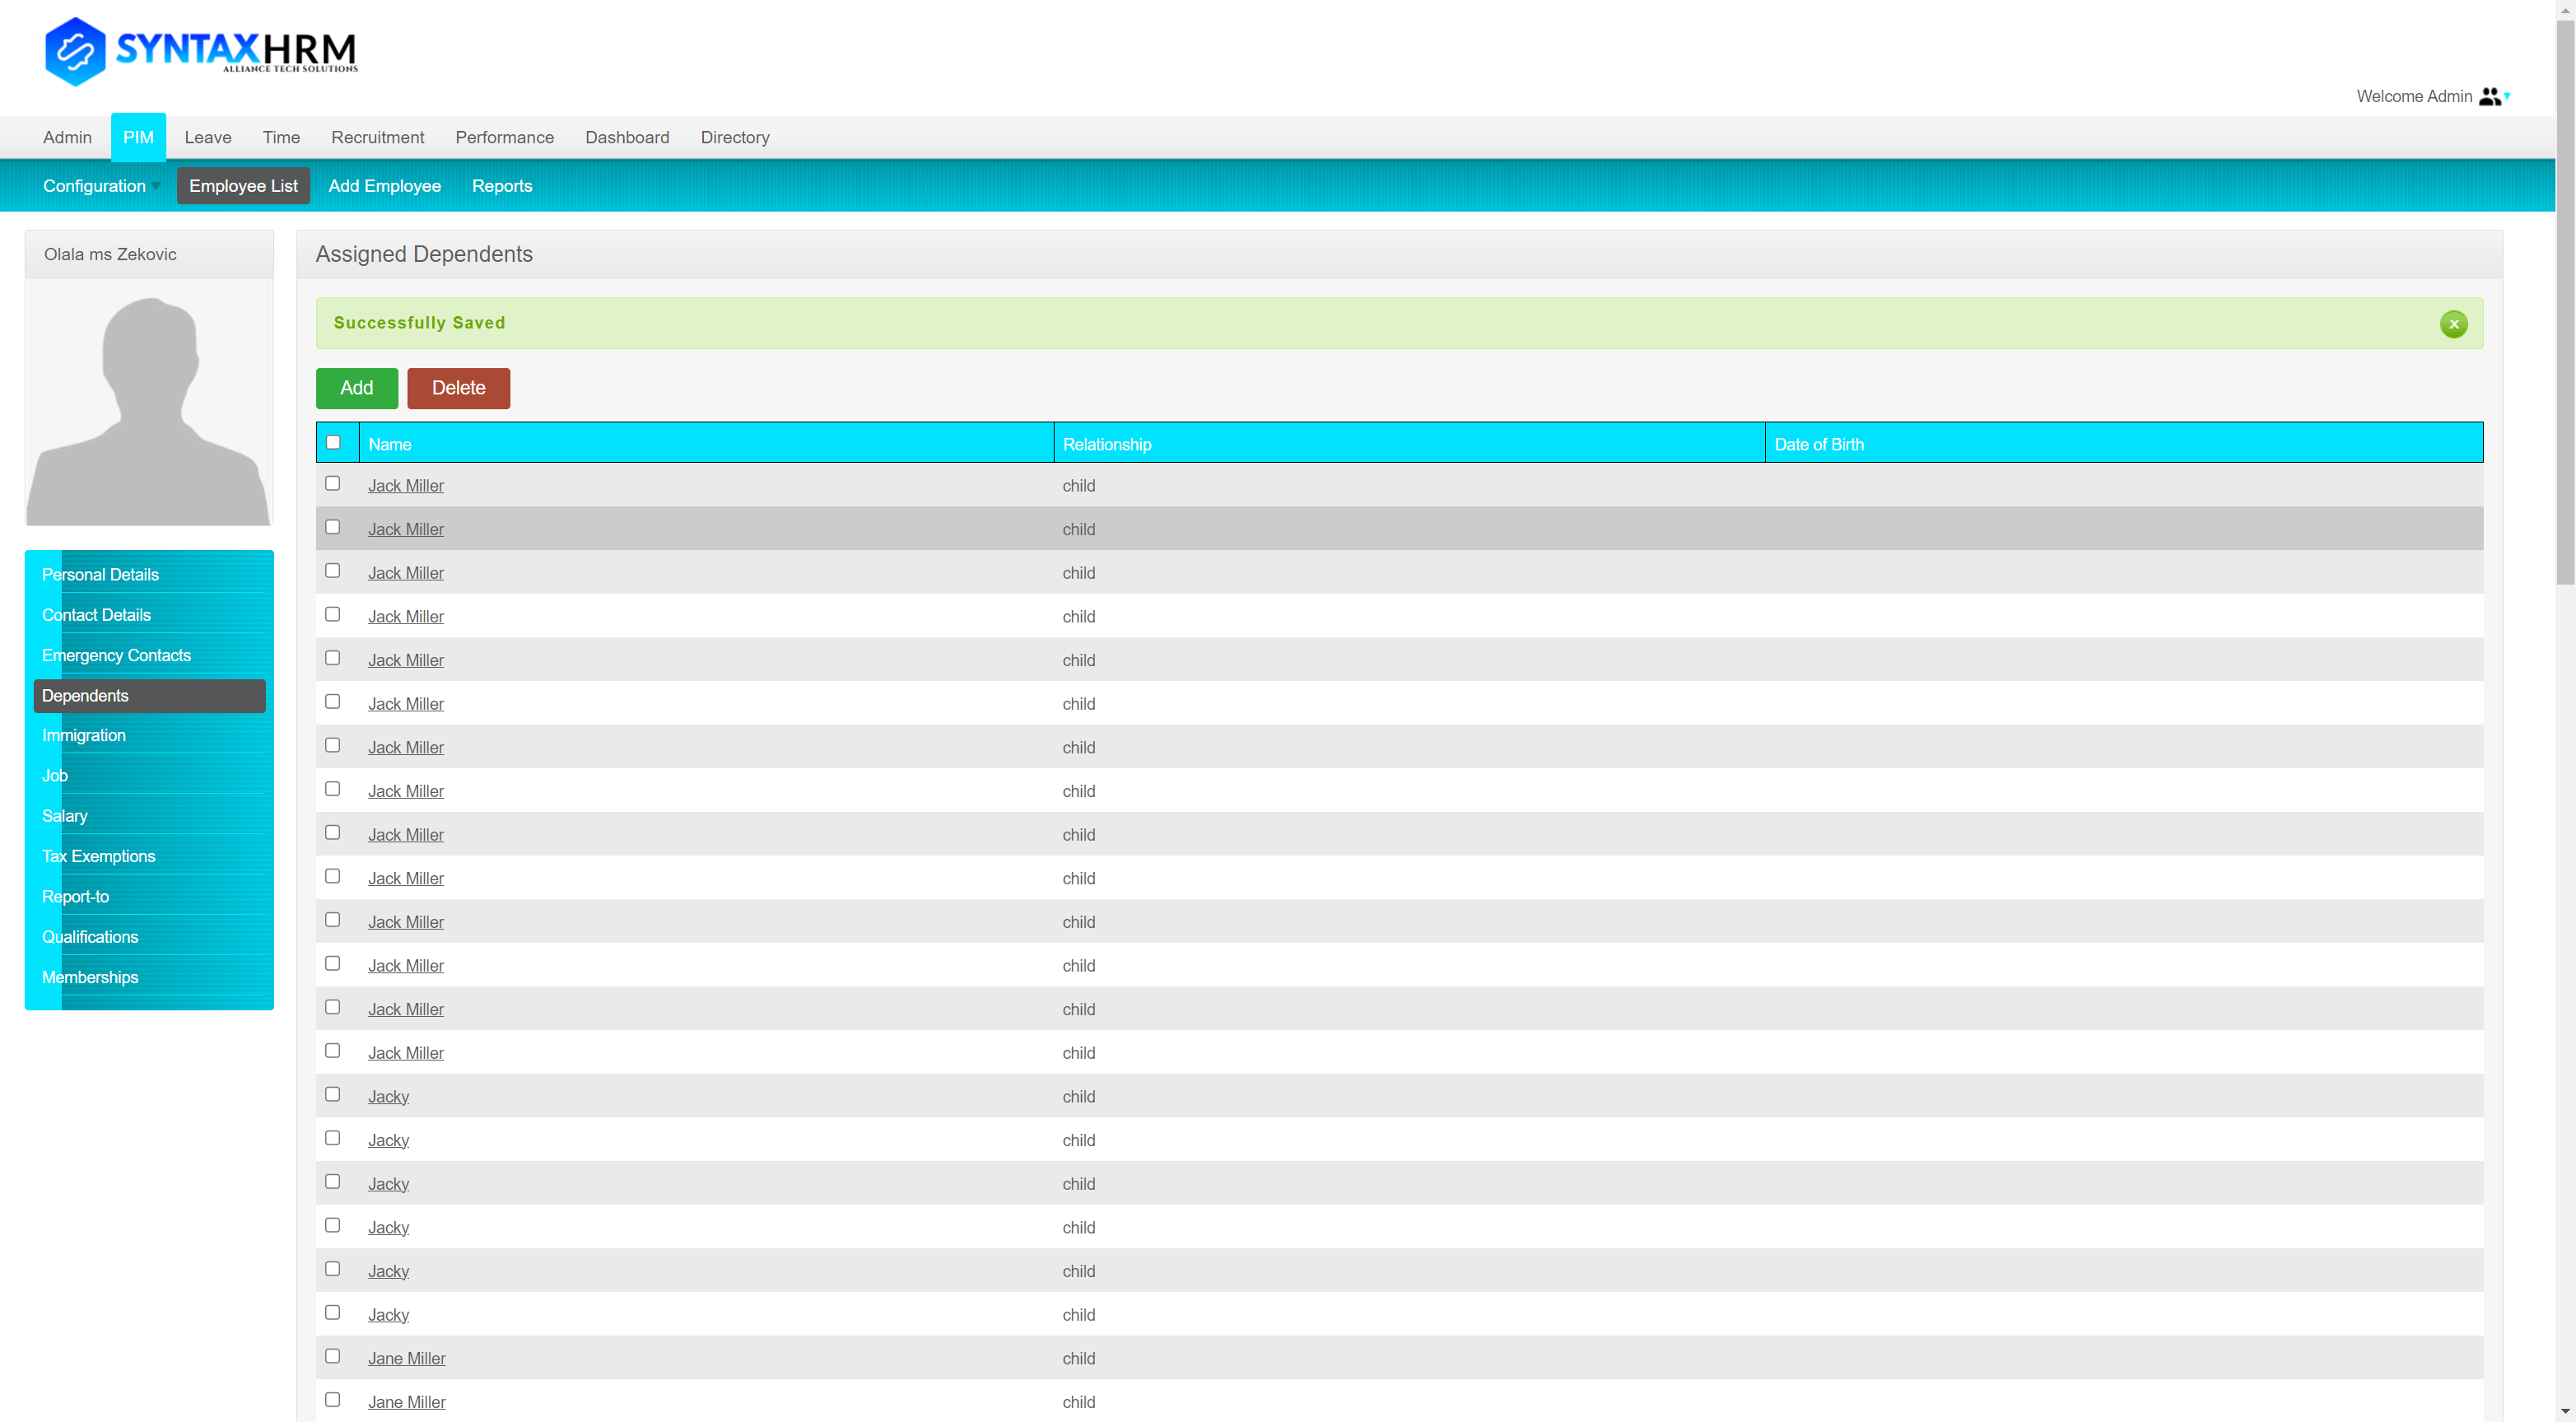 SYNTAXHRM
ALLIANCE TECH SOLUTIONS
Welcome Admin
Admin PIM Leave Time Recruitment Performance Dashboard Directory
Configuration Employee List Add Employee Reports
Olala ms Zekovic
Personal Details
Contact Details
Emergency Contacts
Dependents
Immigration
Job
Salary
Tax Exemptions
Report-to
Qualifications
Memberships
Assigned Dependents
Successfully Saved
x
Add Delete
Name Relationship Date of Birth
Jack Miller child
Jack Miller child
Jack Miller child
Jack Miller child
Jack Miller child
Jack Miller child
Jack Miller child
Jack Miller child
Jack Miller child
Jack Miller child
Jack Miller child
Jack Miller child
Jack Miller child
Jack Miller child
Jacky child
Jacky child
Jacky child
Jacky child
Jacky child
Jacky child
Jane Miller child
Jane Miller child